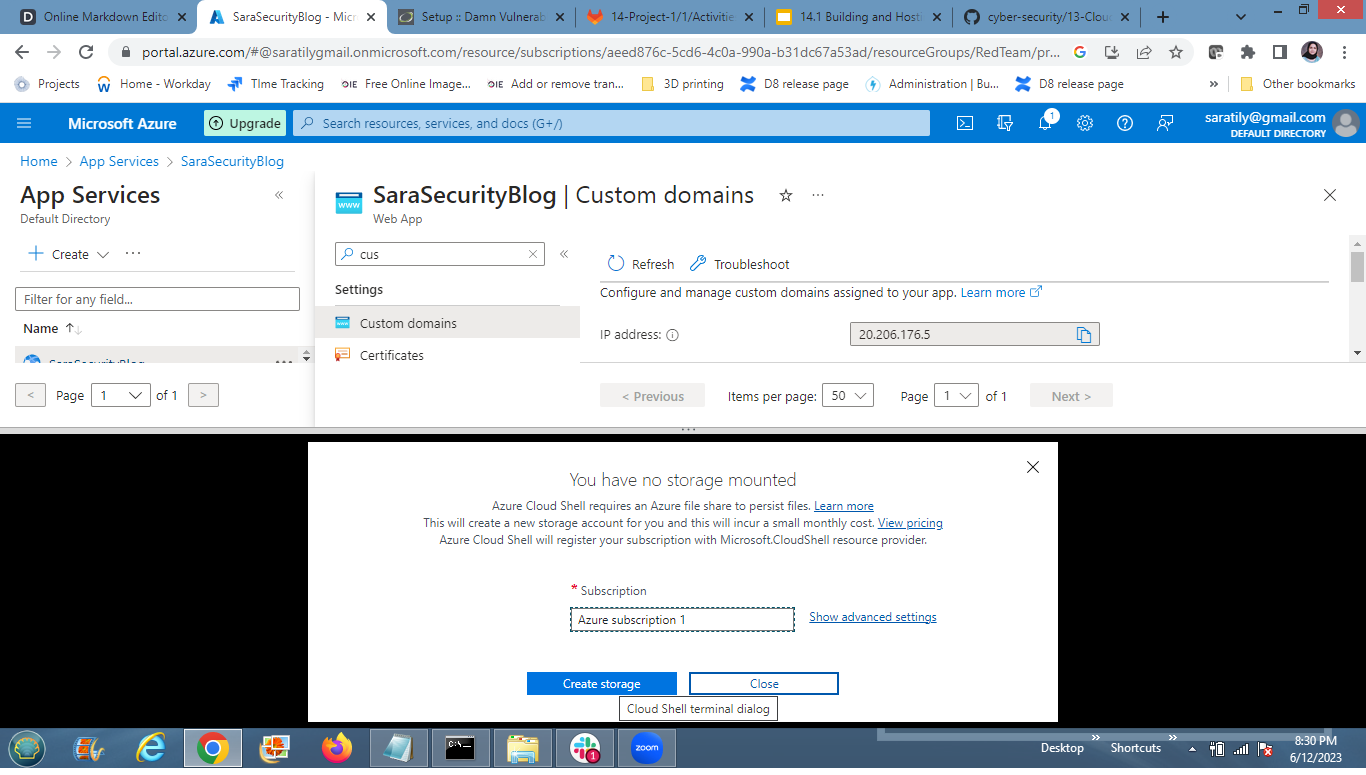 Online Markdown Edito
SaraSecurityBlog - Micr
Setup :: Damn Vulnerab
14-Project-1/1/Activitie
14.1 Building and Hosti
cyber-security/13-Clou
portal.azure.com/#@saratilygmail.onmicrosoft.com/resource/subscriptions/aeed876c-5cd6-4c0a-990a-b31dc67a53ad/resourceGroups/RedTeam/pr...
Projects
Home - Workday
TIme Tracking
OIE Free Online Image...
OIE Add or remove tran...
3D printing
D8 release page
Administration | Bu...
D8 release page
»
Other bookmarks
Microsoft Azure
Upgrade
Search resources, services, and docs (G+/)
1
saratily@gmail.com
DEFAULT DIRECTORY
Home > App Services > SaraSecurityBlog
App Services
Default Directory
Create
Filter for any field...
Name
SaraSecurityBlog
< Page 1 of 1 >
SaraSecurityBlog | Custom domains
Web App
cus
Settings
Custom domains
Certificates
Refresh Troubleshoot
Configure and manage custom domains assigned to your app. Learn more
IP address: 20.206.176.5
< Previous Items per page: 50 Page 1 of 1 Next >
You have no storage mounted
Azure Cloud Shell requires an Azure file share to persist files. Learn more
This will create a new storage account for you and this will incur a small monthly cost. View pricing
Azure Cloud Shell will register your subscription with Microsoft.CloudShell resource provider.
* Subscription
Azure subscription 1
Show advanced settings
Create storage
Close
Cloud Shell terminal dialog
1
zoom
Desktop »
Shortcuts »
8:30 PM
6/12/2023